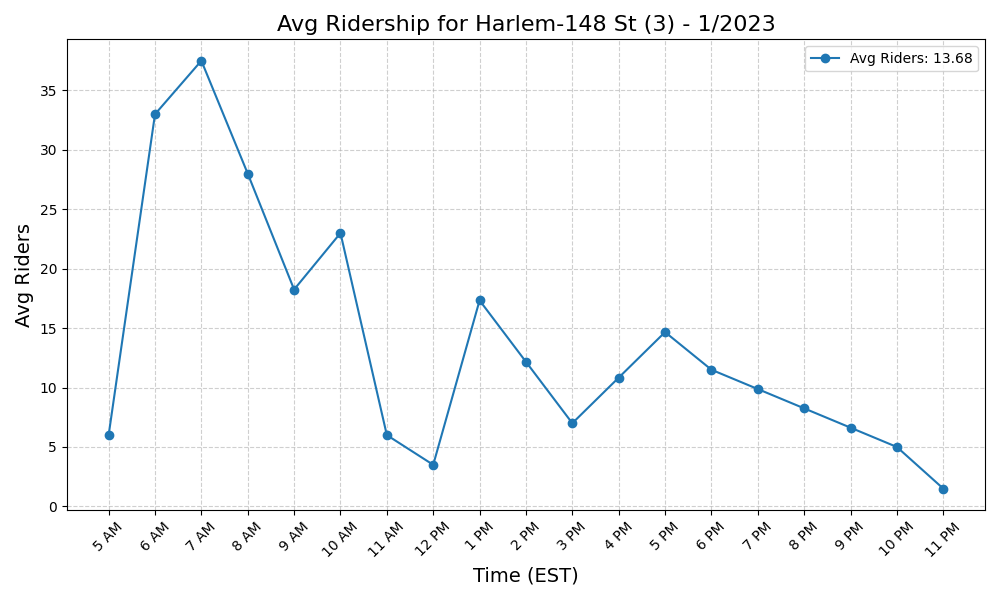 Avg Ridership for Harlem-148 St (3) - 1/2023
Avg Riders: 13.68
Avg Riders
35
30
25
20
15
10
5
0
5 AM
6 AM
7 AM
8 AM
9 AM
10 AM
11 AM
12 PM
1 PM
2 PM
3 PM
4 PM
5 PM
6 PM
7 PM
8 PM
9 PM
10 PM
11 PM
Time (EST)